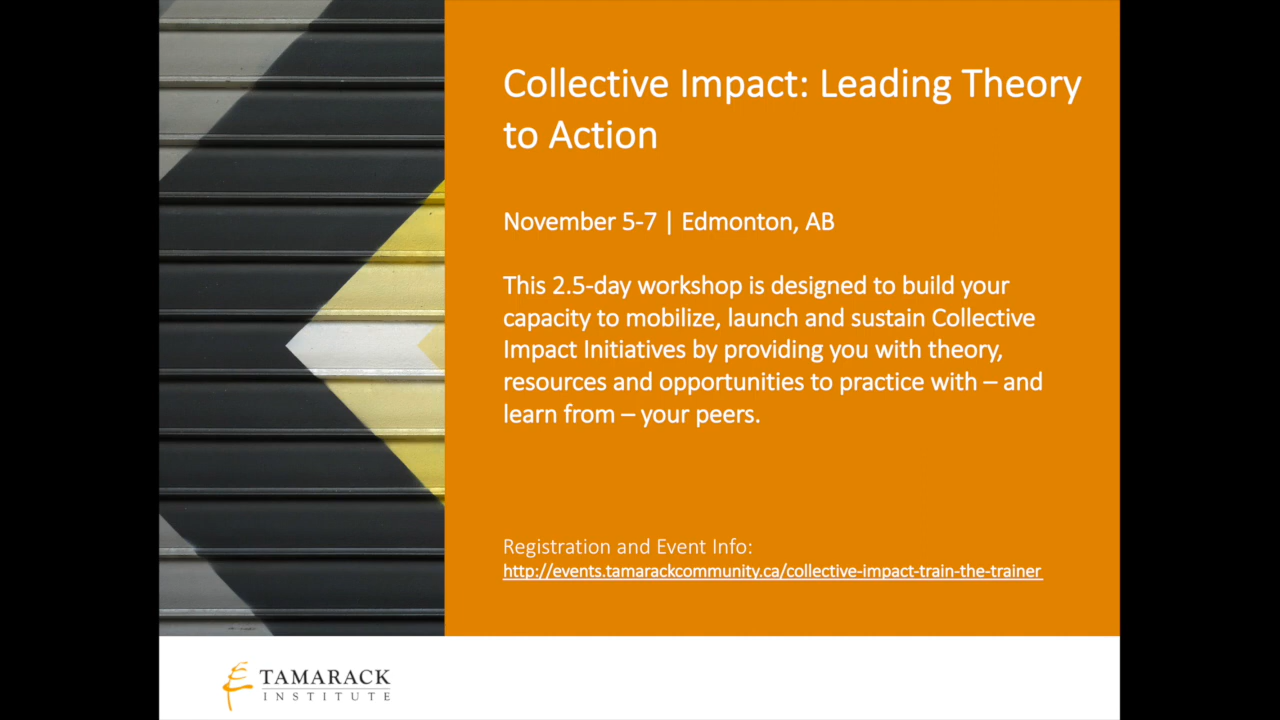 Collective Impact: Leading Theory
to Action
November 5-7 | Edmonton, AB
This 2.5-day workshop is designed to build your
capacity to mobilize, launch and sustain Collective
Impact Initiatives by providing you with theory,
resources and opportunities to practice with – and
learn from – your peers.
Registration and Event Info:
http://events.tamarackcommunity.ca/collective-impact-train-the-trainer
TAMARACK
INSTITUTE